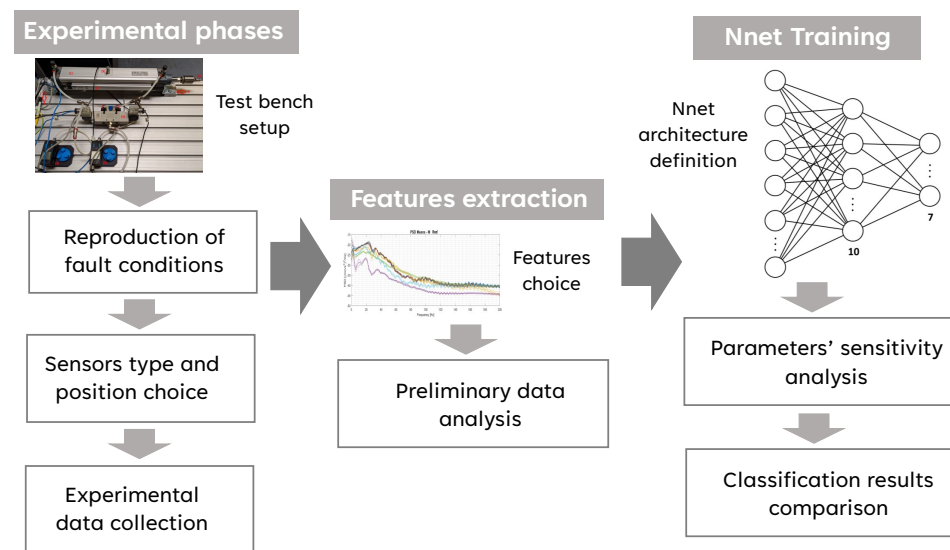 Experimental phases
Test bench
setup
Reproduction of
fault conditions
Sensors type and
position choice
Experimental
data collection
Features extraction
Features
choice
Preliminary data
analysis
Nnet Training
Nnet
architecture
definition
10
7
Parameters' sensitivity
analysis
Classification results
comparison